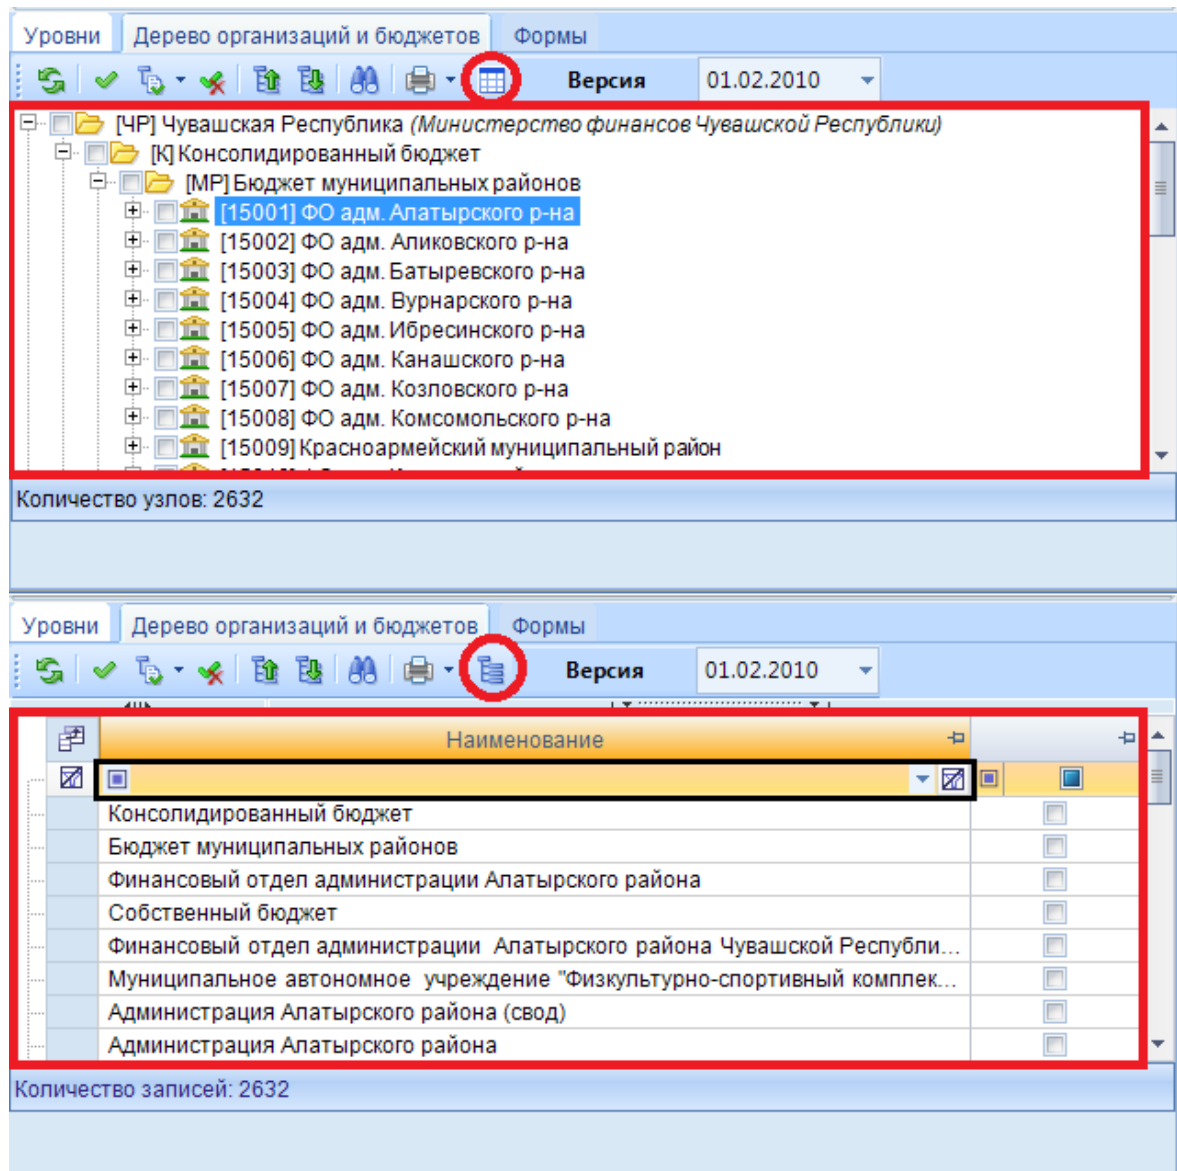 Уровни Дерево организаций и бюджетов Формы
Версия 01.02.2010
[ЧР] Чувашская Республика (Министерство финансов Чувашской Республики)
[К] Консолидированный бюджет
[МР] Бюджет муниципальных районов
[15001] ФО адм. Алатырского р-на
[15002] ФО адм. Аликовского р-на
[15003] ФО адм. Батыревского р-на
[15004] ФО адм. Вурнарского р-на
[15005] ФО адм. Ибресинского р-на
[15006] ФО адм. Канашского р-на
[15007] ФО адм. Козловского р-на
[15008] ФО адм. Комсомольского р-на
[15009] Красноармейский муниципальный район
Количество узлов: 2632
Уровни Дерево организаций и бюджетов Формы
Версия 01.02.2010
Наименование
Консолидированный бюджет
Бюджет муниципальных районов
Финансовый отдел администрации Алатырского района
Собственный бюджет
Финансовый отдел администрации Алатырского района Чувашской Республи...
Муниципальное автономное учреждение "Физкультурно-спортивный комплек...
Администрация Алатырского района (свод)
Администрация Алатырского района
Количество записей: 2632